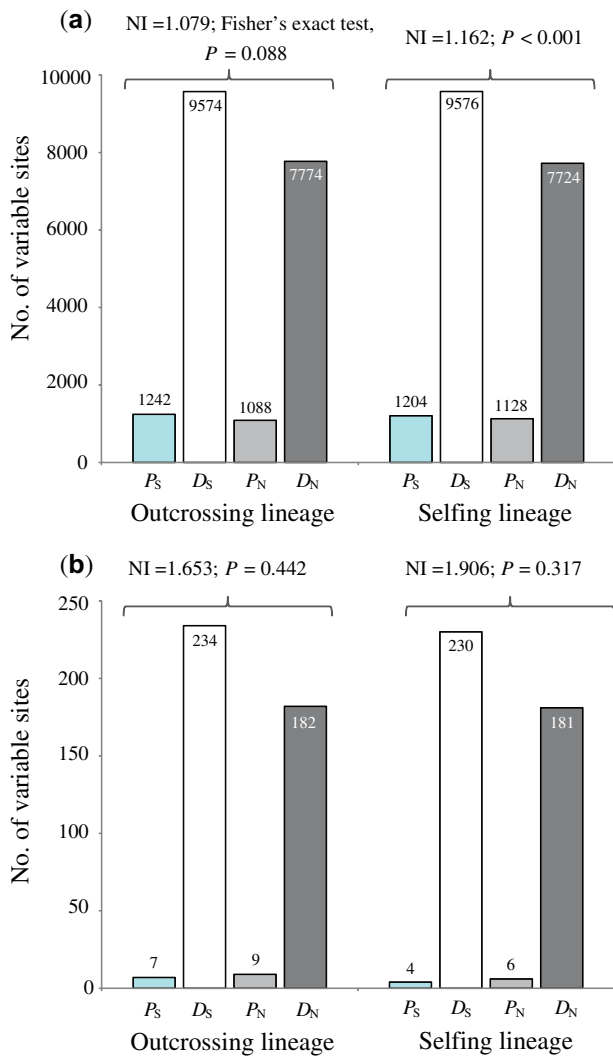 (a)
NI =1.079; Fisher's exact test,
P = 0.088
NI =1.162; P < 0.001
No. of variable sites
10000
8000
6000
4000
2000
0
1242
9574
1088
7774
1204
9576
1128
7724
PS DS PN DN PS DS PN DN
Outcrossing lineage Selfing lineage
(b)
NI =1.653; P = 0.442
NI =1.906; P = 0.317
No. of variable sites
250
200
150
100
50
0
7
234
9
182
4
230
6
181
PS DS PN DN PS DS PN DN
Outcrossing lineage Selfing lineage